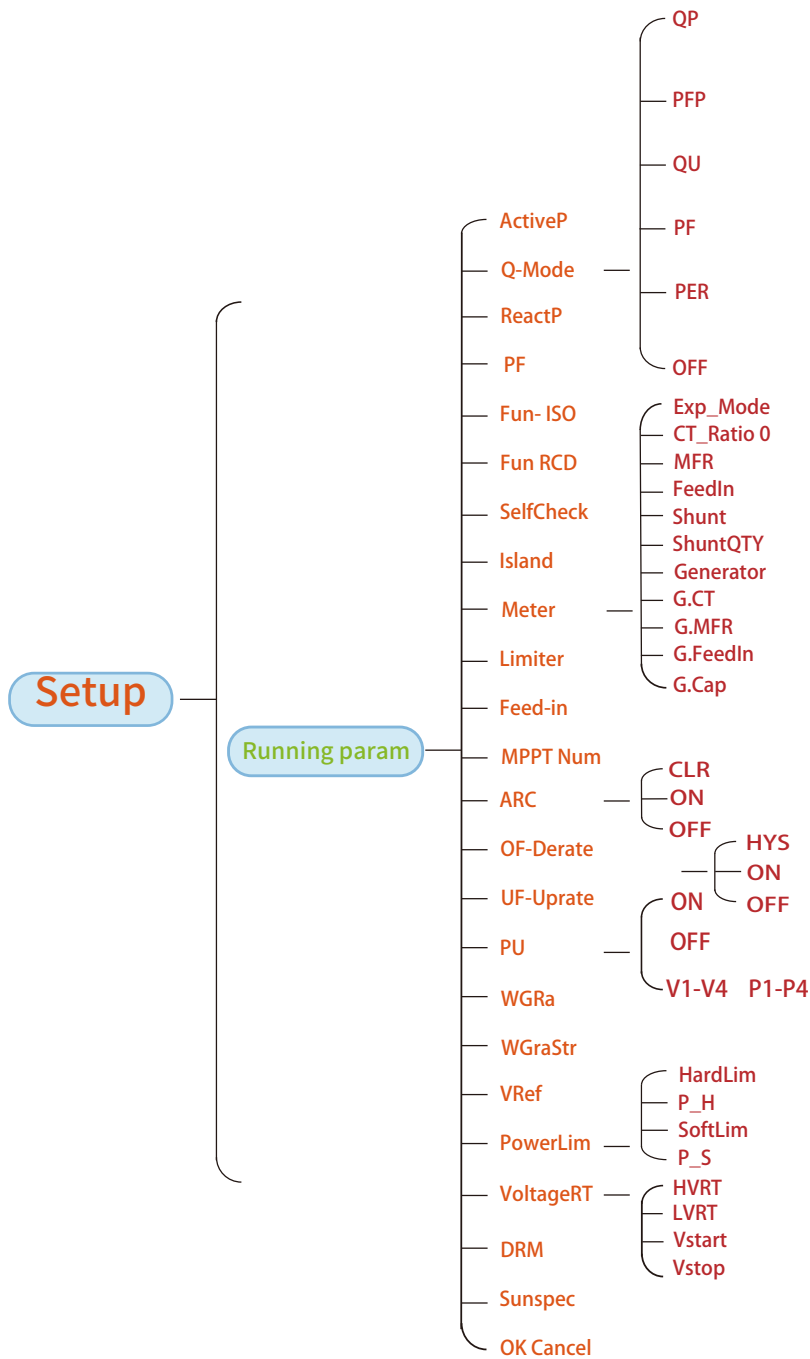 Setup
Running param
ActiveP
Q-Mode
QP
PFP
QU
PF
PER
OFF
ReactP
PF
Fun- ISO
Fun RCD
SelfCheck
Island
Meter
Exp_Mode
CT_Ratio 0
MFR
FeedIn
Shunt
ShuntQTY
Generator
G.CT
G.MFR
G.FeedIn
G.Cap
Limiter
Feed-in
MPPT Num
ARC
CLR
ON
OFF
OF-Derate
UF-Uprate
HYS
ON
OFF
PU
ON
OFF
V1-V4 P1-P4
WGRa
WGraStr
VRef
PowerLim
HardLim
P_H
SoftLim
P_S
VoltageRT
HVRT
LVRT
Vstart
Vstop
DRM
Sunspec
OK Cancel